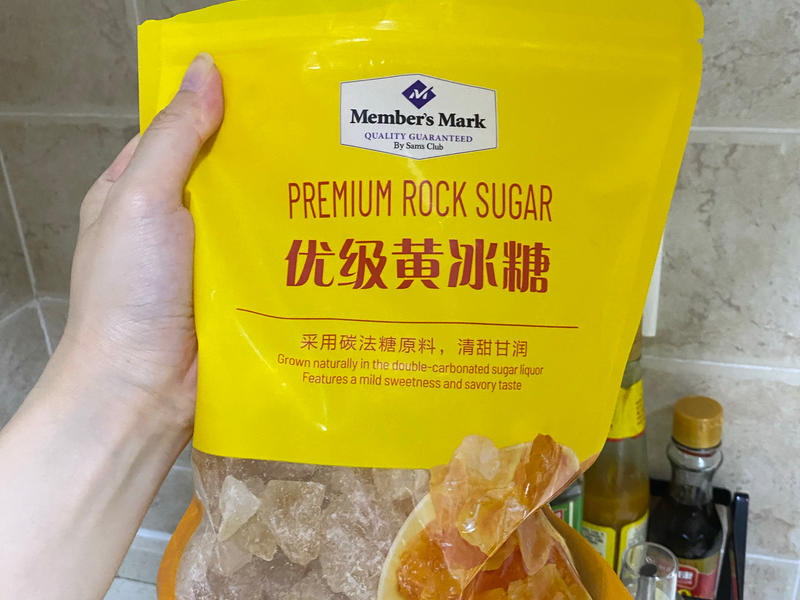 Member's Mark
QUALITY GUARANTEED
By Sams Club
PREMIUM ROCK SUGAR
优级黄冰糖
采用碳法糖原料，清甜甘润
Grown naturally in the double-carbonated sugar liquor
Features a mild sweetness and savory taste